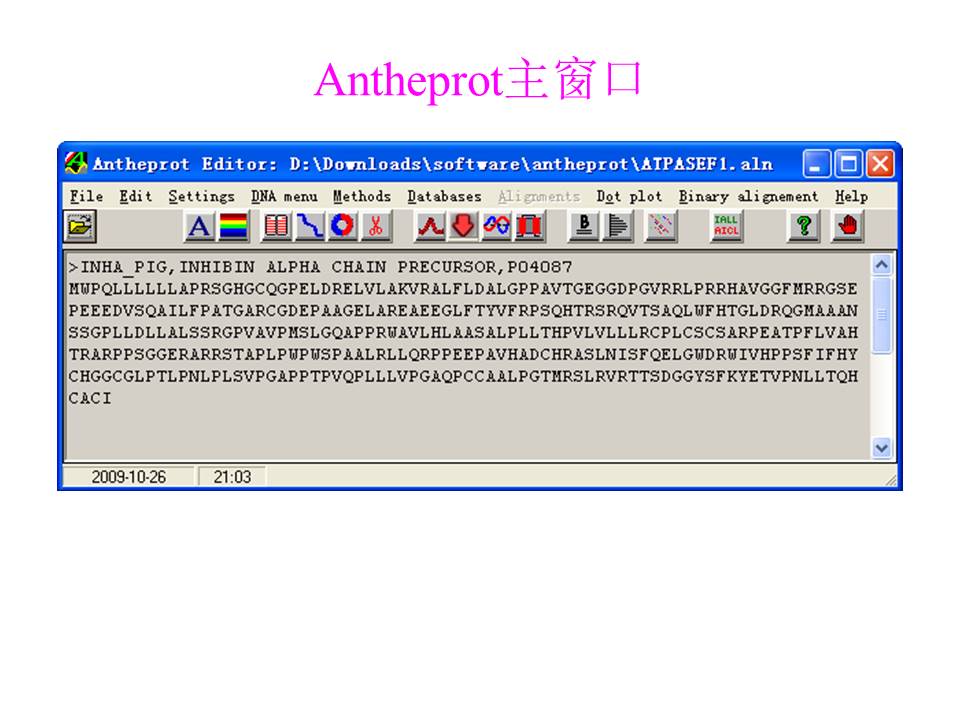 Antheprot主窗口
Antheprot Editor: D:\Downloads\software\antheprot\ATPASEF1.aln
File Edit Settings DNA menu Methods Databases Alignments Dot plot Binary alignement Help
A B IALL AICL ?
>INHA_PIG,INHIBIN ALPHA CHAIN PRECURSOR,P04087
MWPQLLLLLLAPRSGHGCQGPELDRELVLAKVRALFLDALGPPAVTGEGGDPGVRRLPRRHAVGGFMRRGSE
PEEEDVSQAILFPATGARCGDEPAAGELAREAEEGLFTYVFRPSQHTRSRQVTSAQLWFHTGLDRQGMAAAN
SSGPLLDLLALSSRGPVAVPMSLGQAPPRWAVLHLAASALPLLTHPVLVLLLRCPLCSCSARPEATPFLVAH
TRARPPSGGERARRSTAPLPWPWSPAALRLLQRPPEEPAVHADCHRASLNISFQELGWDRWIVHPPSFIFHY
CHGGCGLPTLPNLPLSVPGAPPTPVQPLLLVPGAQPCCAALPGTMRSLRVRTTSDGGYSFKYETVPNLLTQH
CACI
2009-10-26 21:03